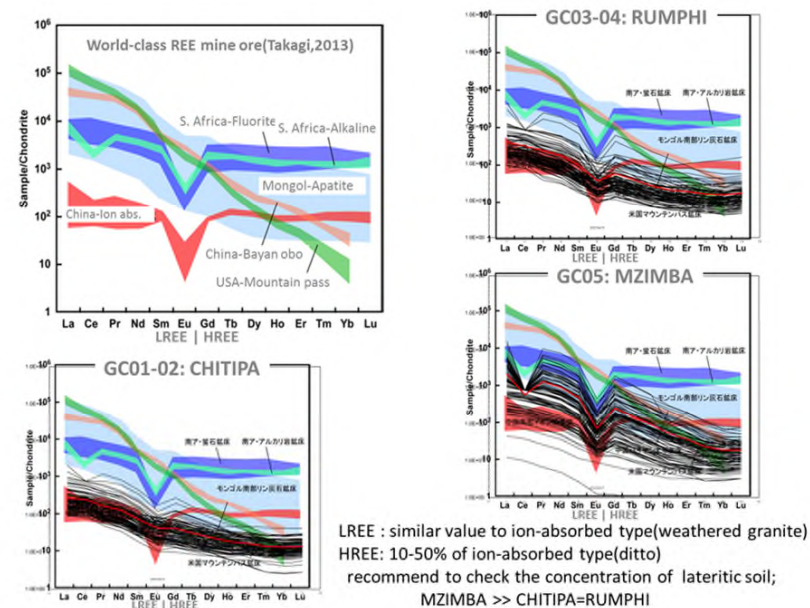 World-class REE mine ore(Takagi,2013)
10⁶
10⁵
10⁴
10³
10²
10
1
Sample/Chondrite
S. Africa-Fluorite
S. Africa-Alkaline
Mongol-Apatite
China-Ion abs.
China-Bayan obo
USA-Mountain pass
La Ce Pr Nd Sm Eu Gd Tb Dy Ho Er Tm Yb Lu
LREE | HREE
GC03-04: RUMPHI
Sample/Chondrite
南ア・蛍石鉱床
南ア・アルカリ岩鉱床
モンゴル南部リン灰石鉱床
米国マウンテンパス鉱床
La Ce Pr Nd Sm Eu Gd Tb Dy Ho Er Tm Yb Lu
LREE | HREE
GC05: MZIMBA
Sample/Chondrite
南ア・蛍石鉱床
南ア・アルカリ岩鉱床
モンゴル南部リン灰石鉱床
米国マウンテンパス鉱床
La Ce Pr Nd Sm Eu Gd Tb Dy Ho Er Tm Yb Lu
LREE | HREE
GC01-02: CHITIPA
Sample/Chondrite
南ア・蛍石鉱床
南ア・アルカリ岩鉱床
モンゴル南部リン灰石鉱床
米国マウンテンパス鉱床
La Ce Pr Nd Sm Eu Gd Tb Dy Ho Er Tm Yb Lu
LREE | HREE
LREE : similar value to ion-absorbed type(weathered granite)
HREE: 10-50% of ion-absorbed type(ditto)
recommend to check the concentration of lateritic soil;
MZIMBA >> CHITIPA=RUMPHI